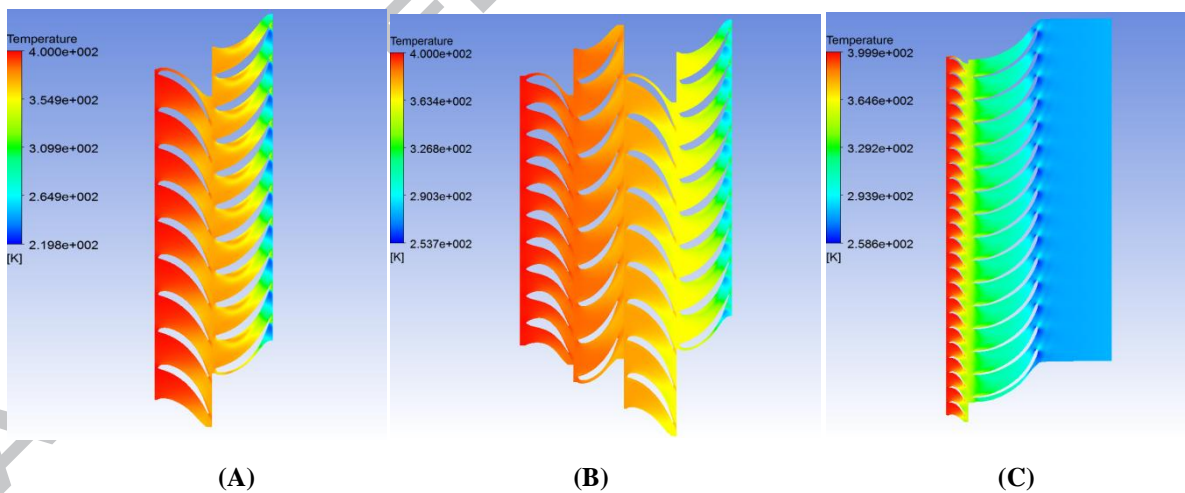 Temperature
4.000e+002
3.549e+002
3.099e+002
2.649e+002
2.198e+002
[K]
Temperature
4.000e+002
3.634e+002
3.268e+002
2.903e+002
2.537e+002
[K]
Temperature
3.999e+002
3.646e+002
3.292e+002
2.939e+002
2.586e+002
[K]
(A)
(B)
(C)